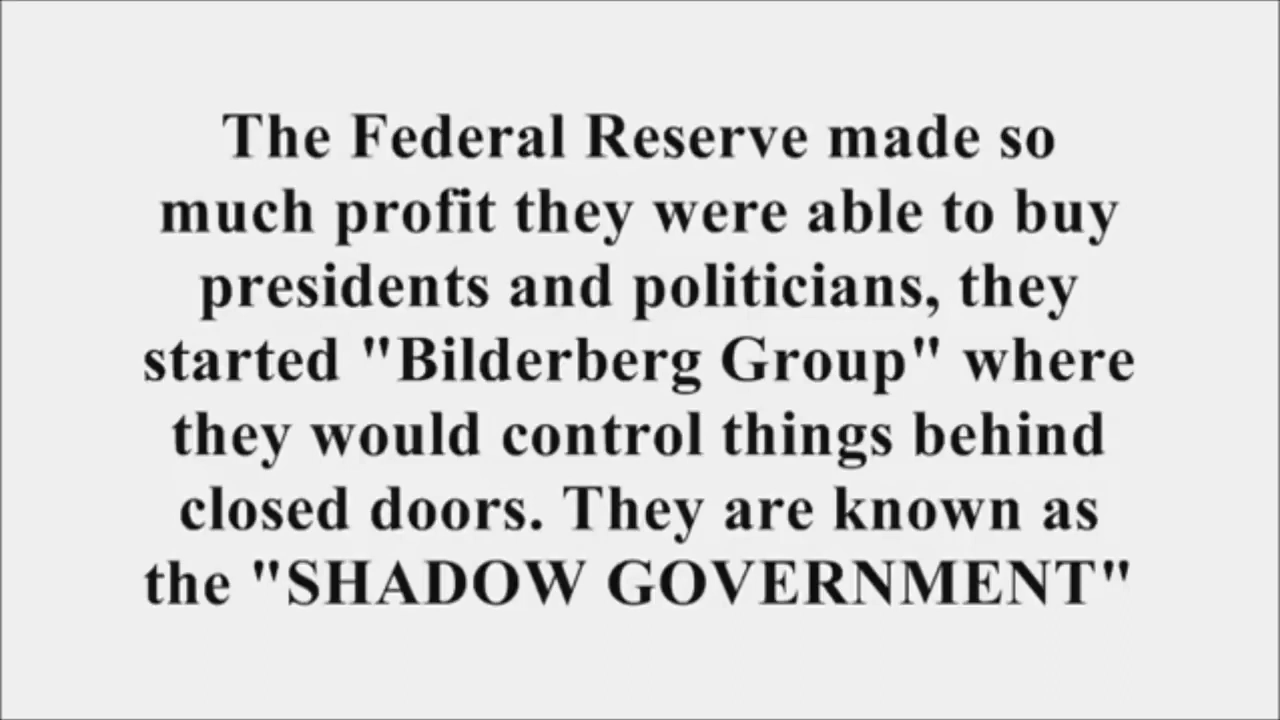 The Federal Reserve made so
much profit they were able to buy
presidents and politicians, they
started "Bilderberg Group" where
they would control things behind
closed doors. They are known as
the "SHADOW GOVERNMENT"